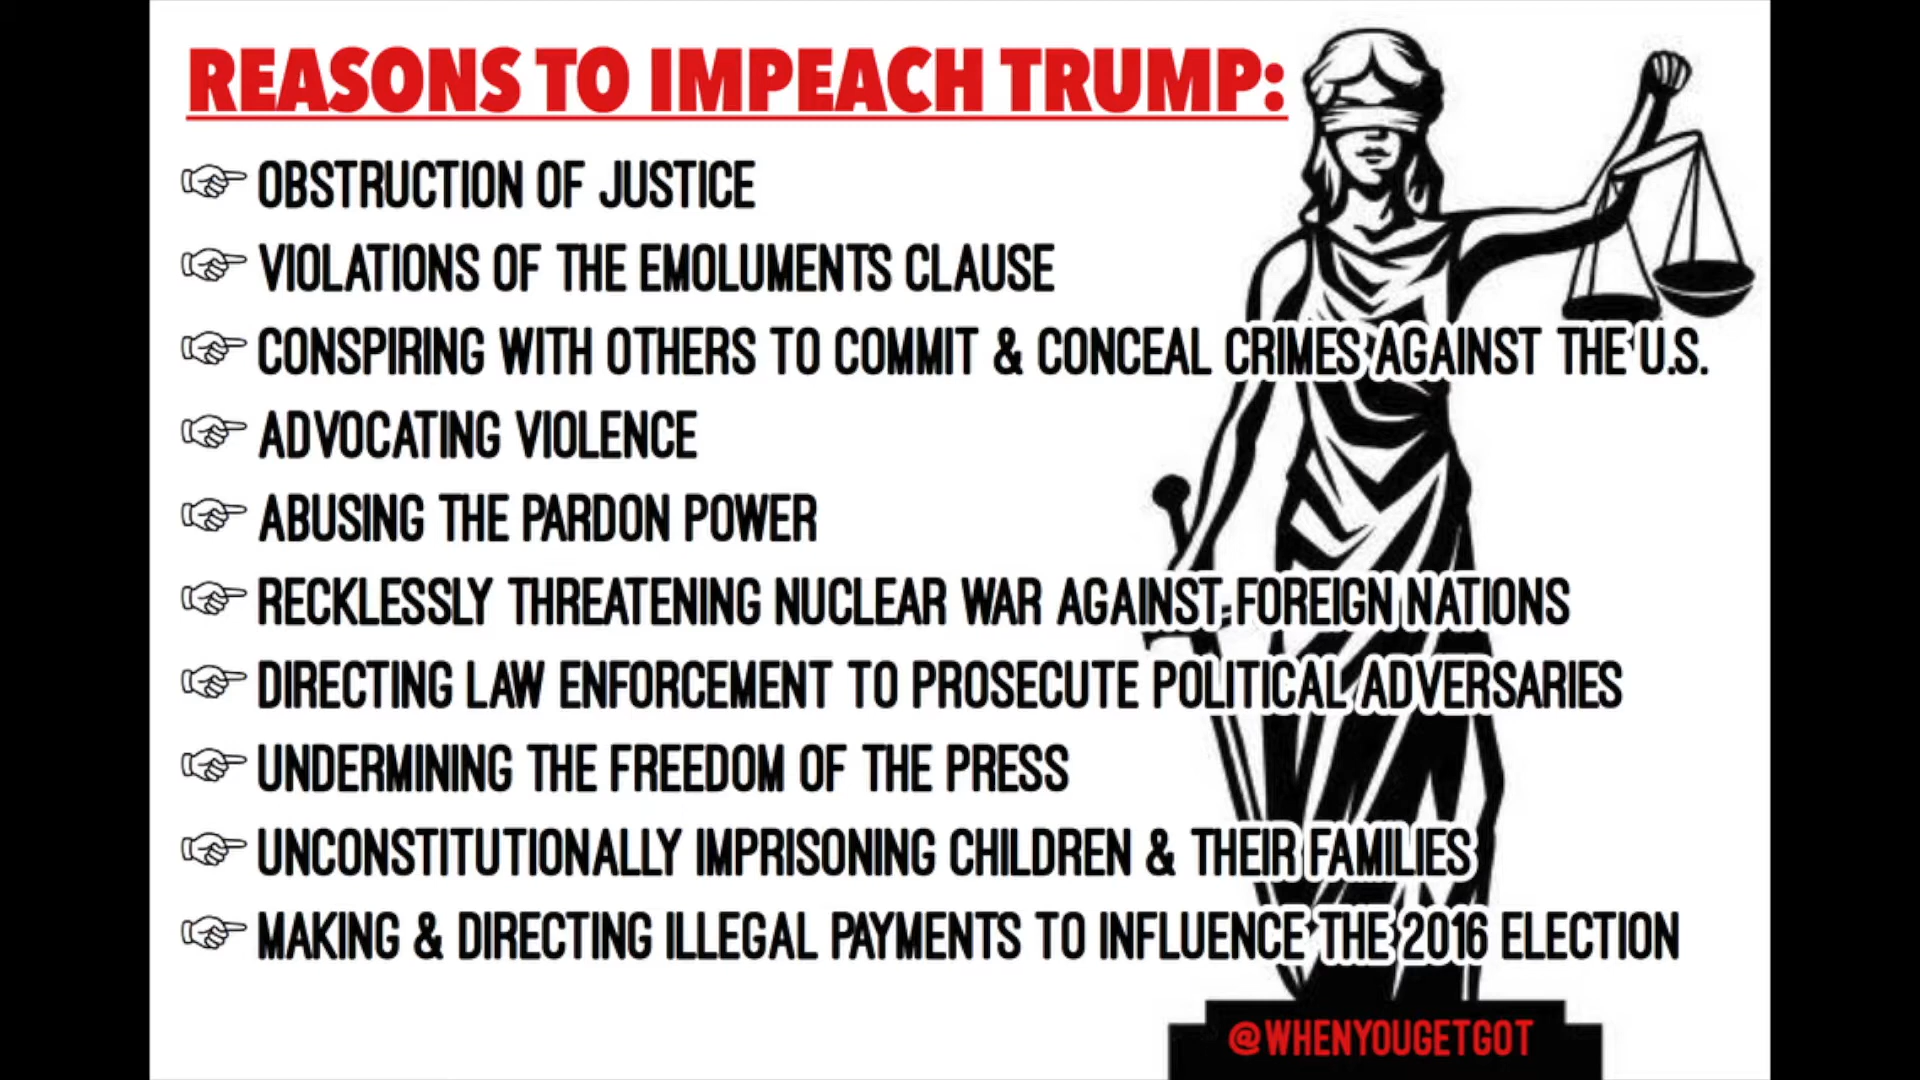 REASONS TO IMPEACH TRUMP:
OBSTRUCTION OF JUSTICE
VIOLATIONS OF THE EMOLUMENTS CLAUSE
CONSPIRING WITH OTHERS TO COMMIT & CONCEAL CRIMES AGAINST THE U.S.
ADVOCATING VIOLENCE
ABUSING THE PARDON POWER
RECKLESSLY THREATENING NUCLEAR WAR AGAINST FOREIGN NATIONS
DIRECTING LAW ENFORCEMENT TO PROSECUTE POLITICAL ADVERSARIES
UNDERMINING THE FREEDOM OF THE PRESS
UNCONSTITUTIONALLY IMPRISONING CHILDREN & THEIR FAMILIES
MAKING & DIRECTING ILLEGAL PAYMENTS TO INFLUENCE THE 2016 ELECTION
@WHENYOUGETGOT